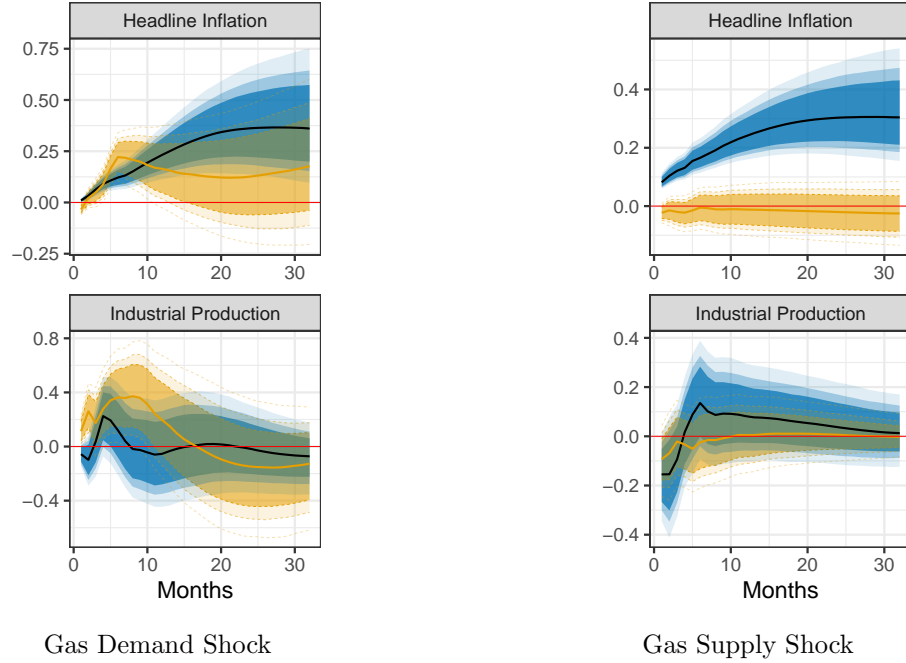 Headline Inflation
0.75
0.50
0.25
0.00
−0.25
0 10 20 30
Industrial Production
0.8
0.4
0.0
−0.4
0 10 20 30
Months
Gas Demand Shock
Headline Inflation
0.4
0.2
0.0
0 10 20 30
Industrial Production
0.4
0.2
0.0
−0.2
−0.4
0 10 20 30
Months
Gas Supply Shock